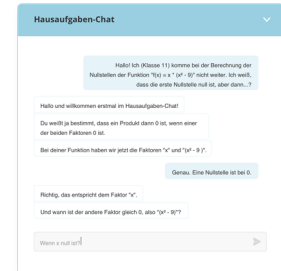 Hausaufgaben-Chat
Hallo! Ich (Klasse 11) komme bei der Berechnung der
Nullstellen der Funktion "f(x) = x * (x² - 9)" nicht weiter. Ich weiß,
dass die erste Nullstelle null ist, aber dann...?
Hallo und willkommen erstmal im Hausaufgaben-Chat!
Du weißt ja bestimmt, dass ein Produkt dann 0 ist, wenn einer
der beiden Faktoren 0 ist.
Bei deiner Funktion haben wir jetzt die Faktoren "x" und "(x² - 9 )".
Genau. Eine Nullstelle ist bei 0.
Richtig, das entspricht dem Faktor "x".
Und wann ist der andere Faktor gleich 0, also "(x² - 9)"?
Wenn x null ist?